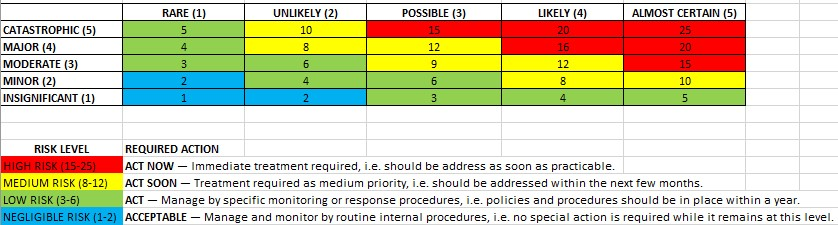 RARE (1) UNLIKELY (2) POSSIBLE (3) LIKELY (4) ALMOST CERTAIN (5)
CATASTROPHIC (5) 5 10 15 20 25
MAJOR (4) 4 8 12 16 20
MODERATE (3) 3 6 9 12 15
MINOR (2) 2 4 6 8 10
INSIGNIFICANT (1) 1 2 3 4 5
RISK LEVEL REQUIRED ACTION
HIGH RISK (15-25) ACT NOW — Immediate treatment required, i.e. should be address as soon as practicable.
MEDIUM RISK (8-12) ACT SOON — Treatment required as medium priority, i.e. should be addressed within the next few months.
LOW RISK (3-6) ACT — Manage by specific monitoring or response procedures, i.e. policies and procedures should be in place within a year.
NEGLIGIBLE RISK (1-2) ACCEPTABLE — Manage and monitor by routine internal procedures, i.e. no special action is required while it remains at this level.